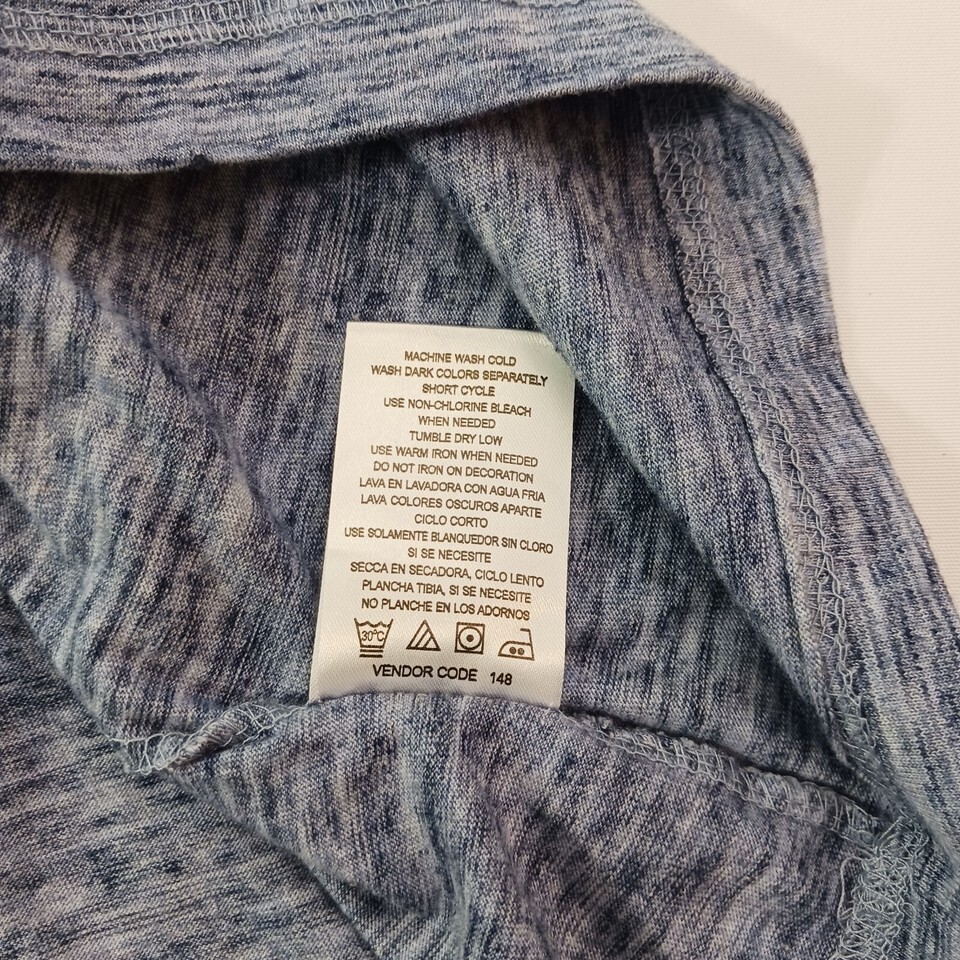 MACHINE WASH COLD
WASH DARK COLORS SEPARATELY
SHORT CYCLE
USE NON-CHLORINE BLEACH
WHEN NEEDED
TUMBLE DRY LOW
USE WARM IRON WHEN NEEDED
DO NOT IRON ON DECORATION
LAVA EN LAVADORA CON AGUA FRIA
LAVA COLORES OSCUROS APARTE
CICLO CORTO
USE SOLAMENTE BLANQUEDOR SIN CLORO
SI SE NECESITE
SECCA EN SECADORA, CICLO LENTO
PLANCHA TIBIA, SI SE NECESITE
NO PLANCHE EN LOS ADORNOS
30°C
VENDOR CODE 148